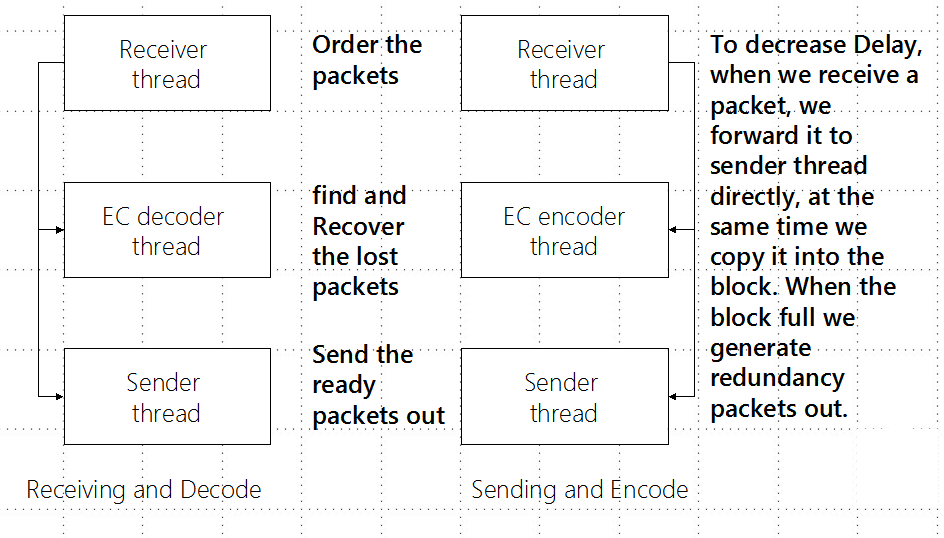 Receiver
thread
Order the
packets
Receiver
thread
To decrease Delay,
when we receive a
packet, we
forward it to
sender thread
directly, at the
same time we
copy it into the
block. When the
block full we
generate
redundancy
packets out.
EC decoder
thread
find and
Recover
the lost
packets
EC encoder
thread
Sender
thread
Send the
ready
packets out
Sender
thread
Receiving and Decode
Sending and Encode